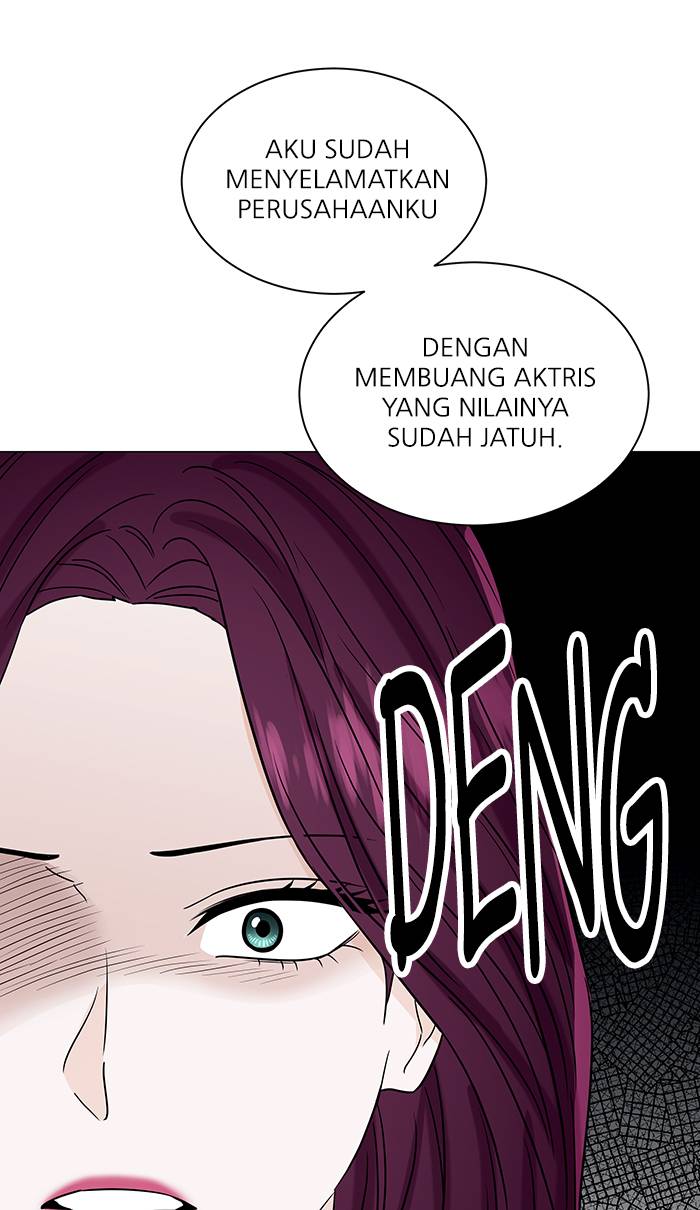 AKU SUDAH
MENYELAMATKAN
PERUSAHAANKU
DENGAN
MEMBUANG AKTRIS
YANG NILAINYA
SUDAH JATUH.
DENG